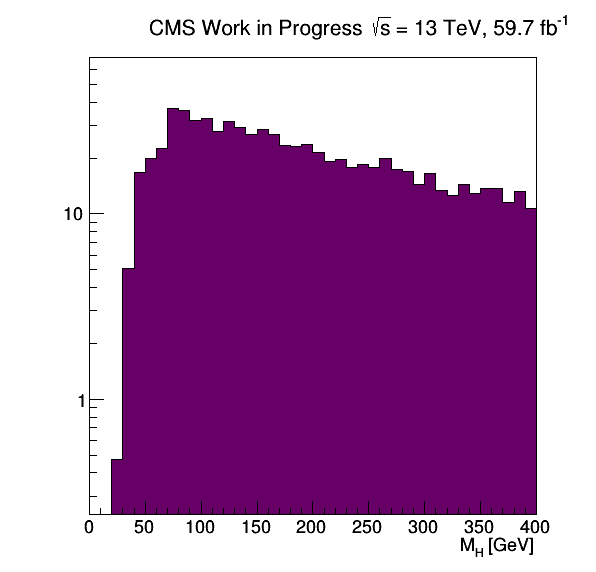 CMS Work in Progress √s = 13 TeV, 59.7 fb⁻¹
10
1
0 50 100 150 200 250 300 350 400
M_H [GeV]